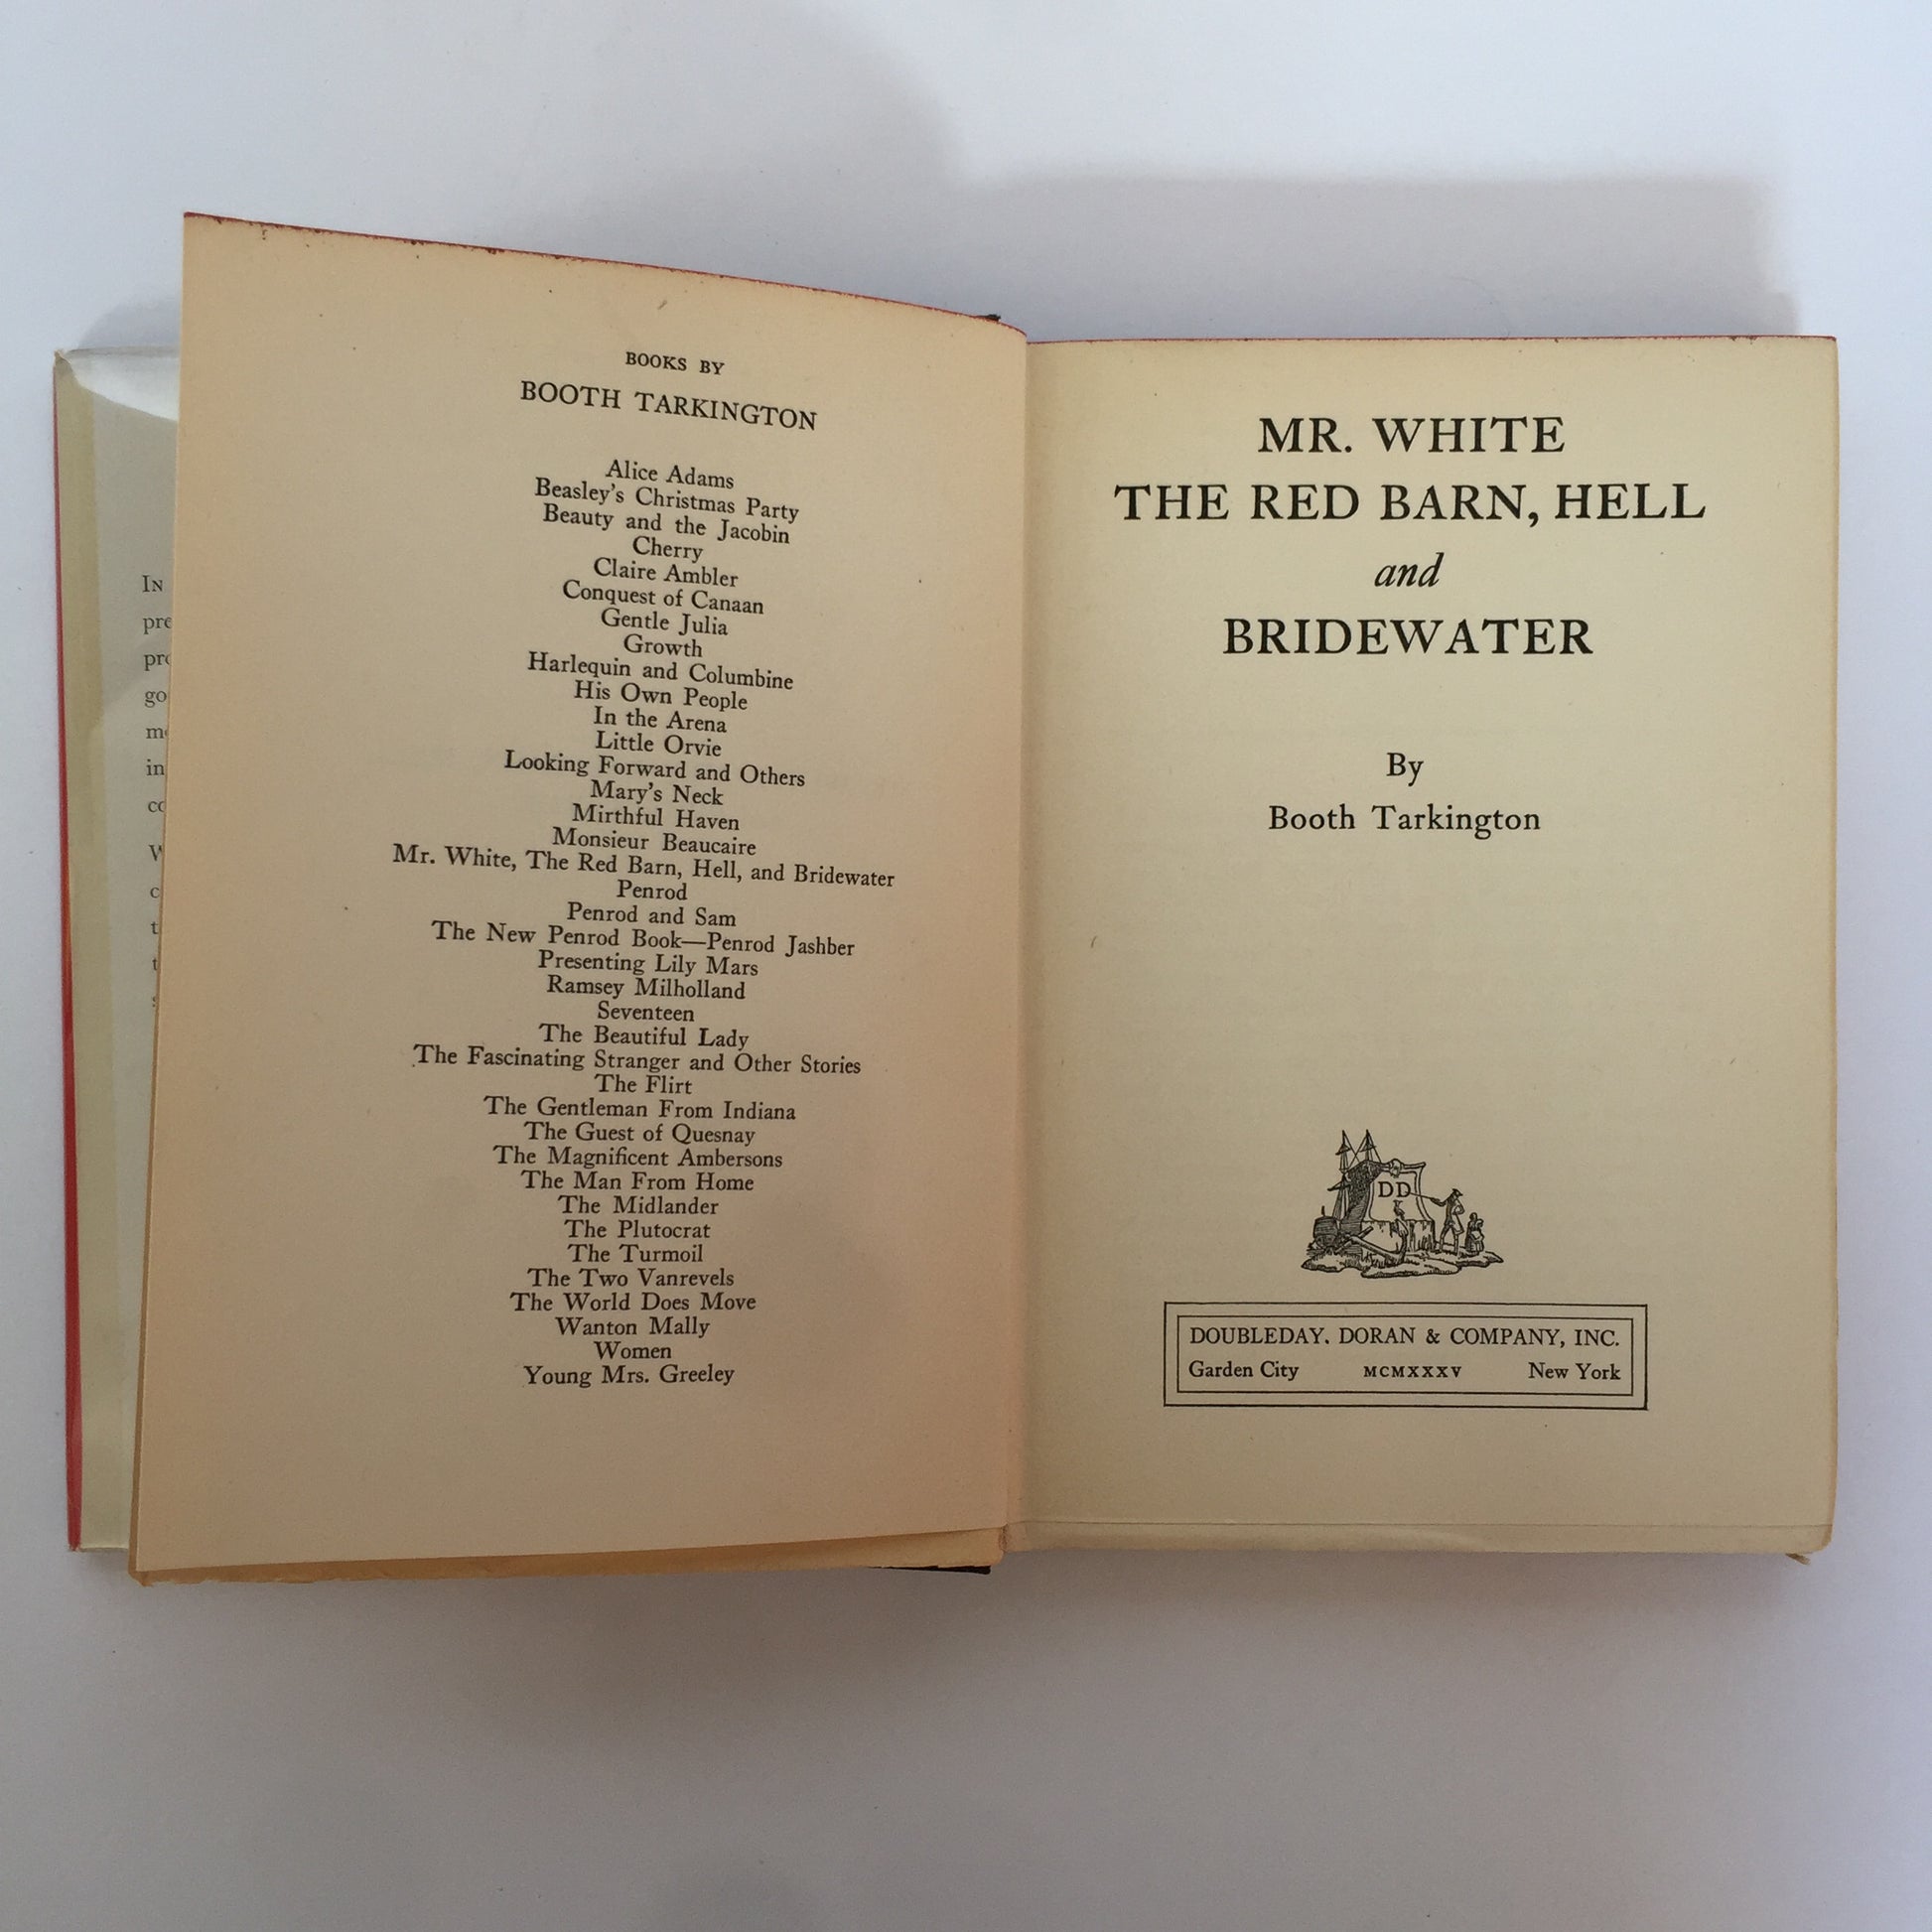 IN
BOOKS BY
BOOTH TARKINGTON
Alice Adams
Beasley's Christmas Party
Beauty and the Jacobin
Cherry
Claire Ambler
Conquest of Canaan
Gentle Julia
Growth
Harlequin and Columbine
His Own People
In the Arena
Little Orvie
Looking Forward and Others
Mary's Neck
Mirthful Haven
Monsieur Beaucaire
Mr. White, The Red Barn, Hell, and Bridewater
Penrod
Penrod and Sam
The New Penrod Book—Penrod Jashber
Presenting Lily Mars
Ramsey Milholland
Seventeen
The Beautiful Lady
The Fascinating Stranger and Other Stories
The Flirt
The Gentleman From Indiana
The Guest of Quesnay
The Magnificent Ambersons
The Man From Home
The Midlander
The Plutocrat
The Turmoil
The Two Vanrevels
The World Does Move
Wanton Mally
Women
Young Mrs. Greeley
MR. WHITE
THE RED BARN, HELL
and
BRIDEWATER
By
Booth Tarkington
DD
DOUBLEDAY. DORAN & COMPANY, INC.
Garden City MCMXXXV New York